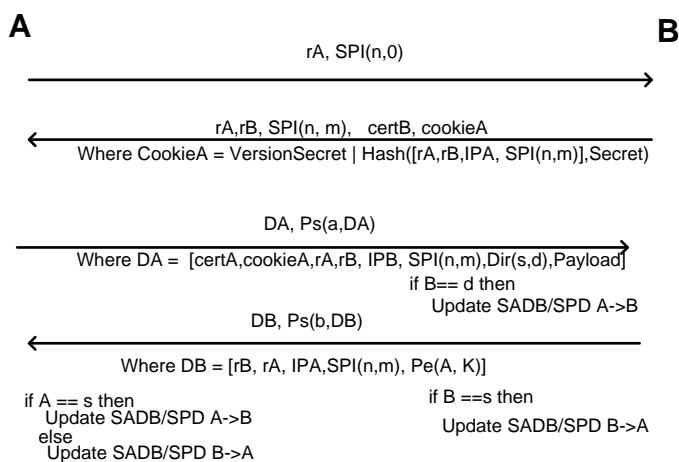 A
B
rA, SPI(n,0)
rA,rB, SPI(n, m), certB, cookieA
Where CookieA = VersionSecret | Hash([rA,rB,IPA, SPI(n,m)],Secret)
DA, Ps(a,DA)
Where DA = [certA,cookieA,rA,rB, IPB, SPI(n,m),Dir(s,d),Payload]
if B== d then
Update SADB/SPD A->B
DB, Ps(b,DB)
Where DB = [rB, rA, IPA,SPI(n,m), Pe(A, K)]
if A == s then
Update SADB/SPD A->B
else
Update SADB/SPD B->A
if B ==s then
Update SADB/SPD B->A